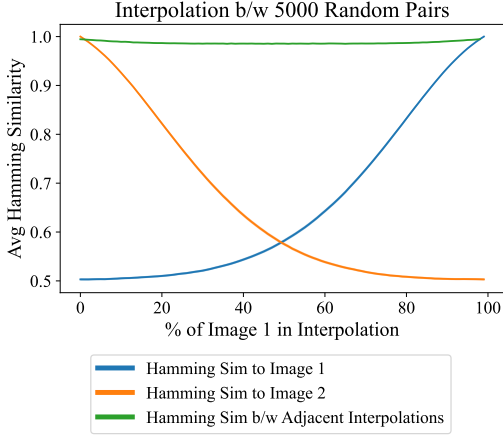 Interpolation b/w 5000 Random Pairs
Avg Hamming Similarity
1.0
0.9
0.8
0.7
0.6
0.5
0 20 40 60 80 100
% of Image 1 in Interpolation
Hamming Sim to Image 1
Hamming Sim to Image 2
Hamming Sim b/w Adjacent Interpolations